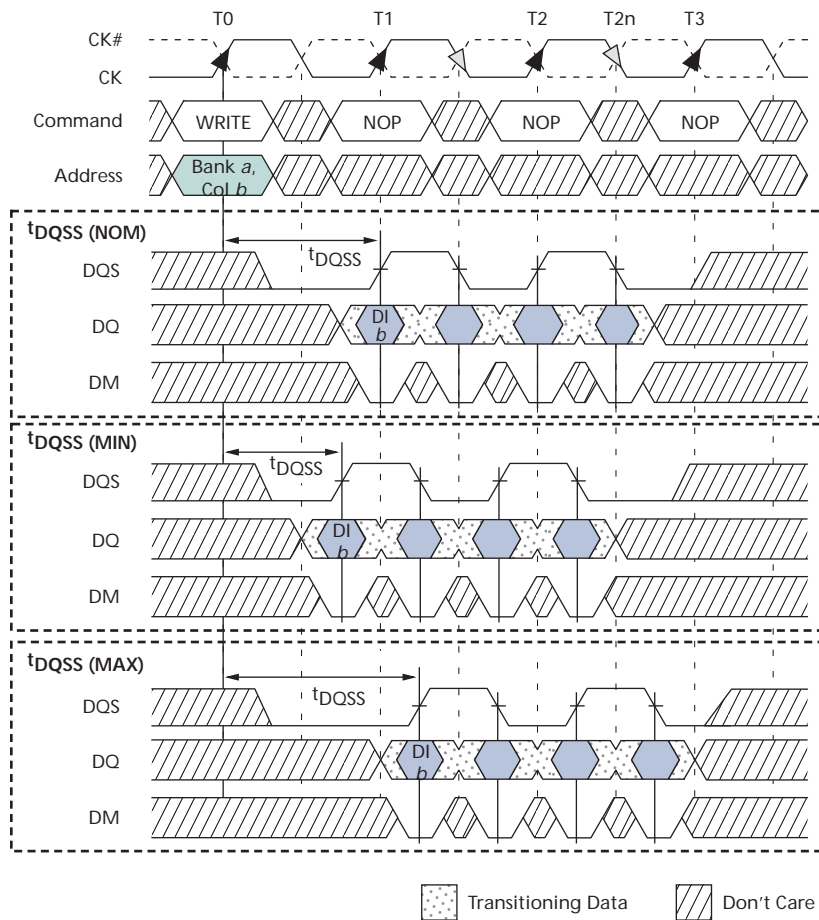 T0 T1 T2 T2n T3
CK#
CK
Command WRITE NOP NOP NOP
Address Bank a,
Col b
tDQSS (NOM)
tDQSS
DQS
DQ DI
b
DM
tDQSS (MIN)
tDQSS
DQS
DQ DI
b
DM
tDQSS (MAX)
tDQSS
DQS
DQ DI
b
DM
Transitioning Data Don't Care